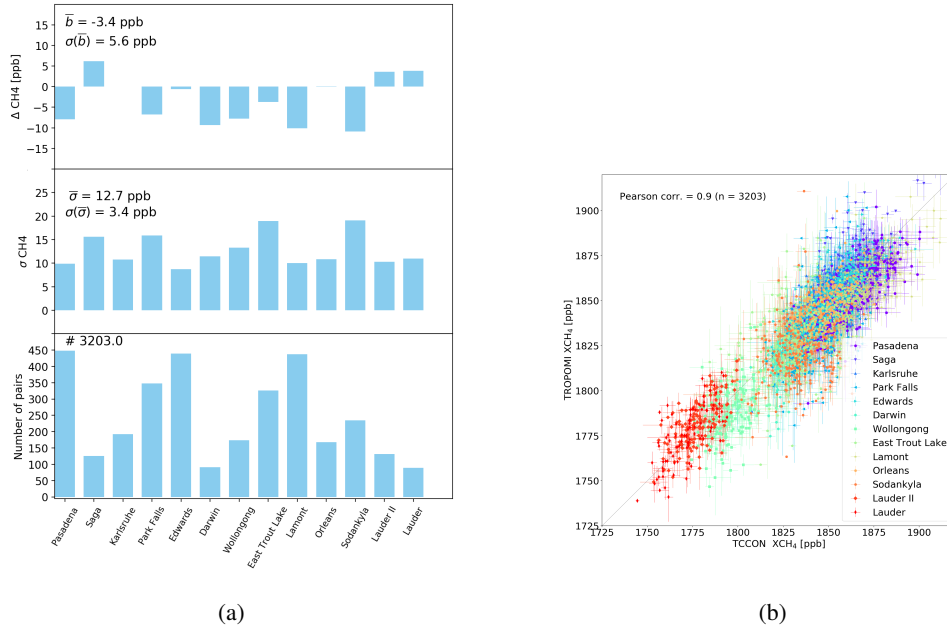 b̅ = -3.4 ppb
σ(b̅) = 5.6 ppb
Δ CH4 [ppb]
15
10
5
0
−5
−10
−15
σ̅ = 12.7 ppb
σ(σ̅) = 3.4 ppb
σ CH4
25
20
15
10
5
0
# 3203.0
Number of pairs
450
400
350
300
250
200
150
100
50
0
Pasadena
Saga
Karlsruhe
Park Falls
Edwards
Darwin
Wollongong
East Trout Lake
Lamont
Orleans
Sodankyla
Lauder II
Lauder
(a)
Pearson corr. = 0.9 (n = 3203)
TROPOMI XCH₄ [ppb]
1900
1875
1850
1825
1800
1775
1750
1725
Pasadena
Saga
Karlsruhe
Park Falls
Edwards
Darwin
Wollongong
East Trout Lake
Lamont
Orleans
Sodankyla
Lauder II
Lauder
1725 1750 1775 1800 1825 1850 1875 1900
TCCON XCH₄ [ppb]
(b)